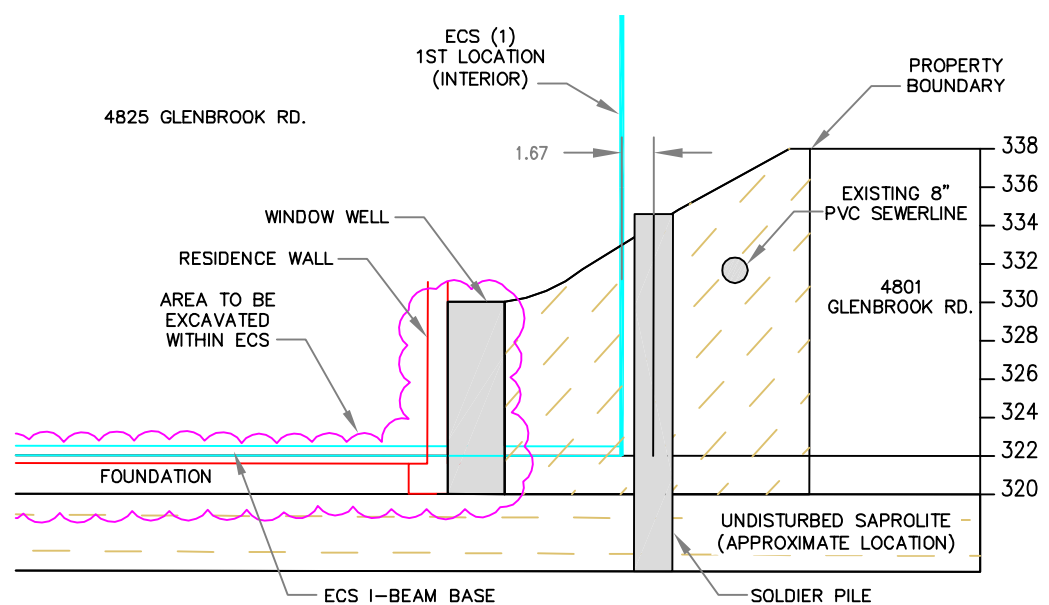 ECS (1)
1ST LOCATION
(INTERIOR)
PROPERTY
BOUNDARY
4825 GLENBROOK RD.
1.67
338
336
334
332
330
328
326
324
322
320
EXISTING 8"
PVC SEWERLINE
WINDOW WELL
RESIDENCE WALL
4801
GLENBROOK RD.
AREA TO BE
EXCAVATED
WITHIN ECS
FOUNDATION
UNDISTURBED SAPROLITE
(APPROXIMATE LOCATION)
ECS I-BEAM BASE
SOLDIER PILE